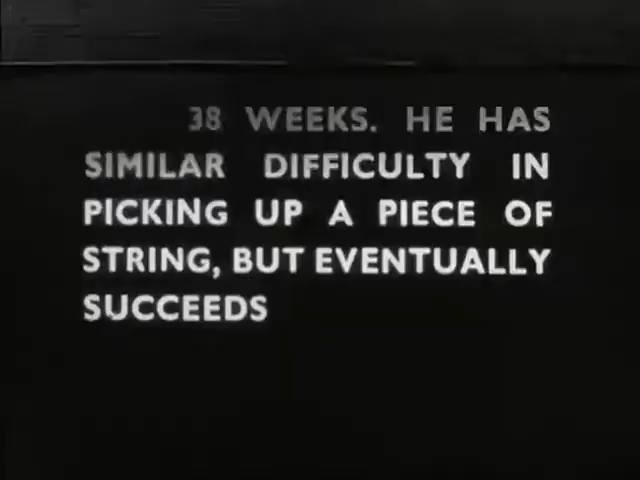 38 WEEKS. HE HAS
SIMILAR DIFFICULTY IN
PICKING UP A PIECE OF
STRING, BUT EVENTUALLY
SUCCEEDS